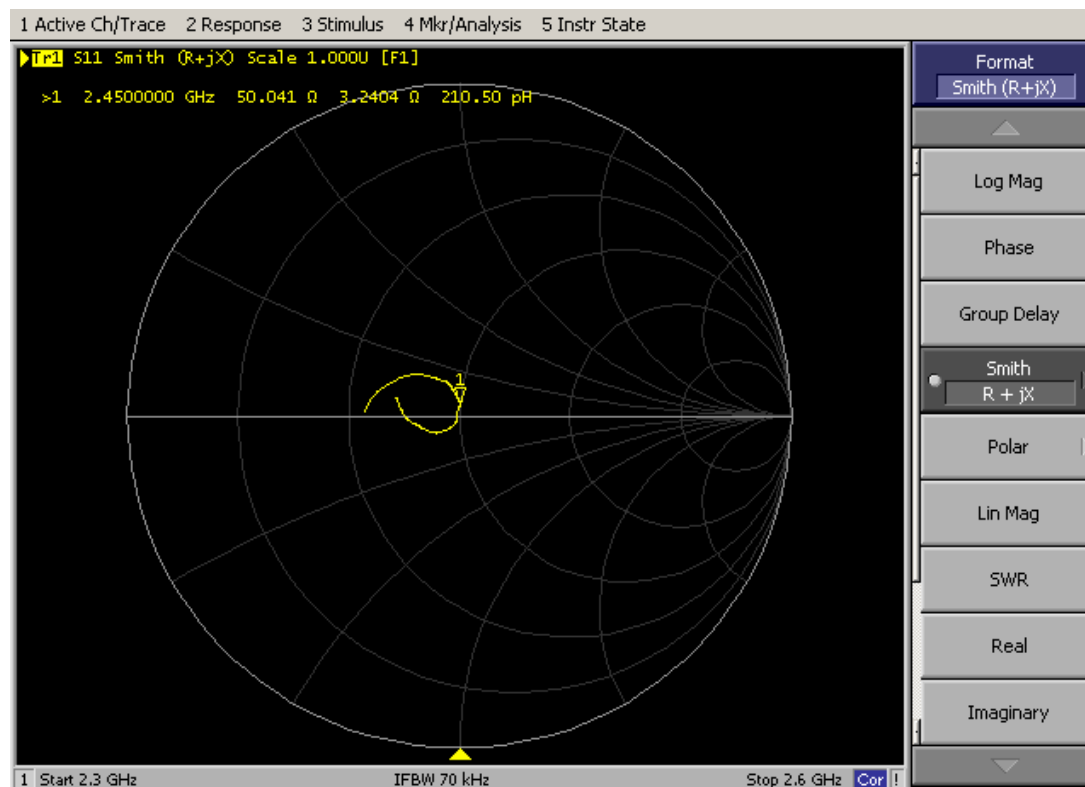 1 Active Ch/Trace 2 Response 3 Stimulus 4 Mkr/Analysis 5 Instr State
Tr1 S11 Smith (R+jX) Scale 1.000U [F1]
>1 2.4500000 GHz 50.041 Ω 3.2404 Ω 210.50 pH
1
Format
Smith (R+jX)
Log Mag
Phase
Group Delay
Smith
R + jX
Polar
Lin Mag
SWR
Real
Imaginary
1 Start 2.3 GHz IFBW 70 kHz Stop 2.6 GHz Cor !